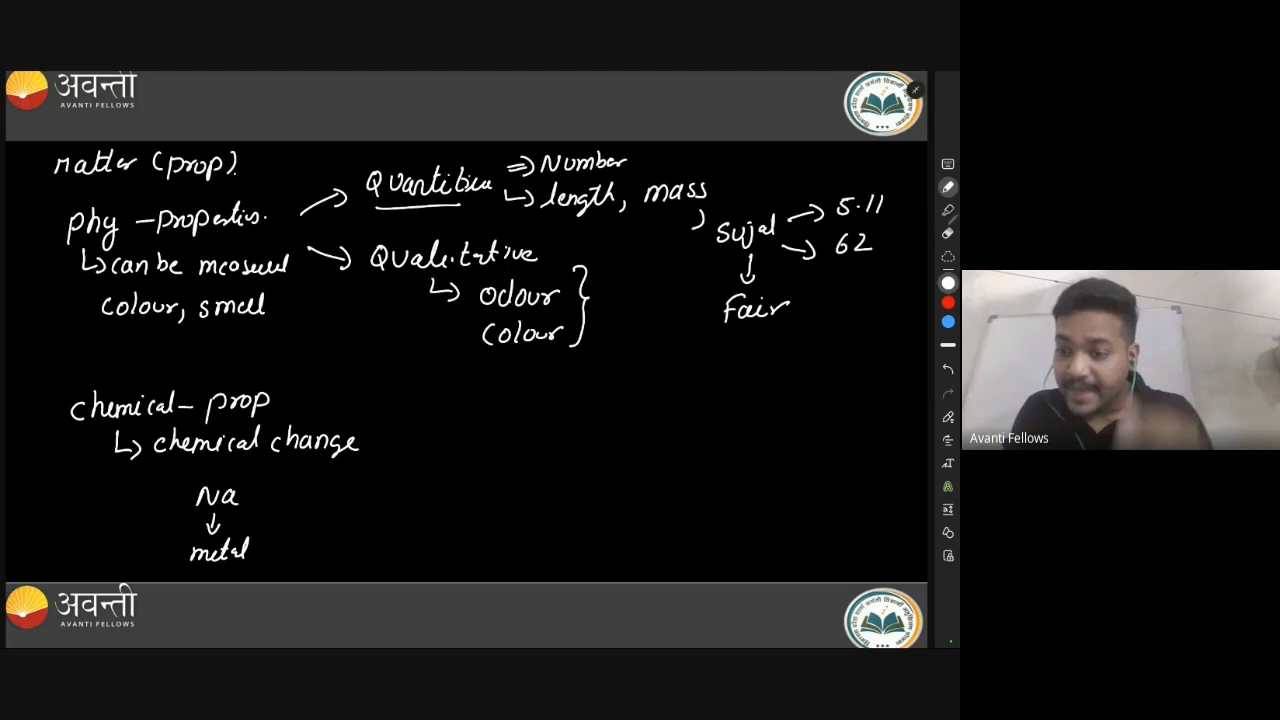 अवन्ती
AVANTI FELLOWS
Matter (prop).
phy - properties.
can be measured
colour, smell
Quantitive
⇒ Number
length, mass
Qualitative
odour
colour
Sujal → 5.11
→ 62
Fair
chemical - prop
chemical change
Na
metal
Avanti Fellows
अवन्ती
AVANTI FELLOWS